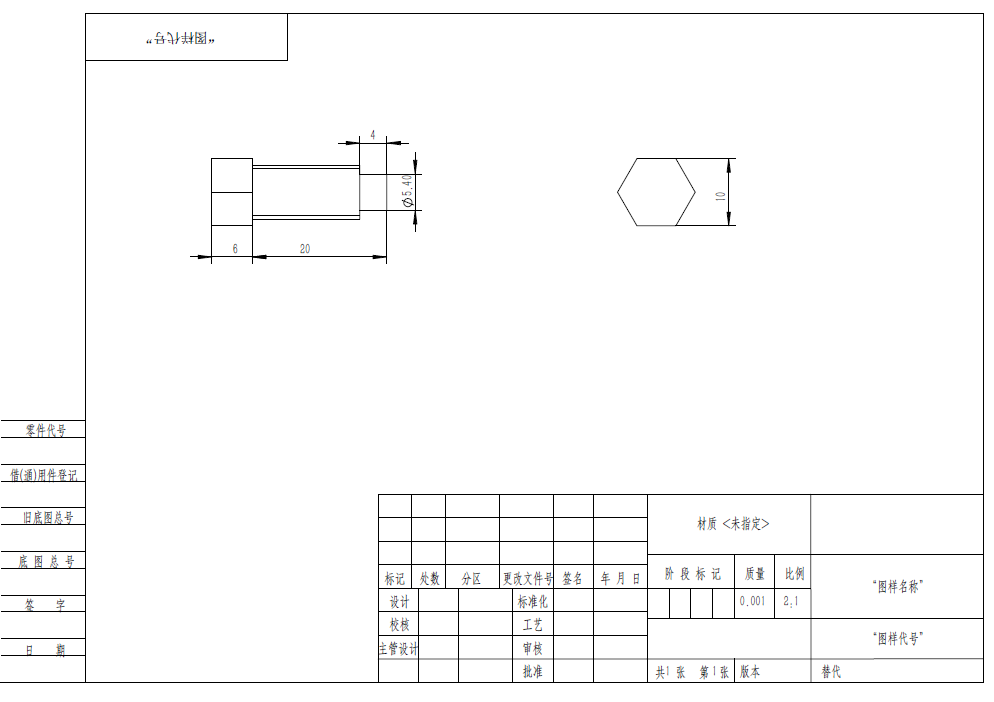 “图样代号”
4
⌀5.40
10
6
20
零件代号
借(通)用件登记
旧底图总号
底图总号
签字
日期
材质 <未指定>
标记 处数 分区 更改文件号 签名 年 月 日
阶段标记 质量 比例
“图样名称”
设计 标准化
0.001 2:1
校核 工艺
“图样代号”
主管设计 审核
批准
共1张 第1张 版本 替代